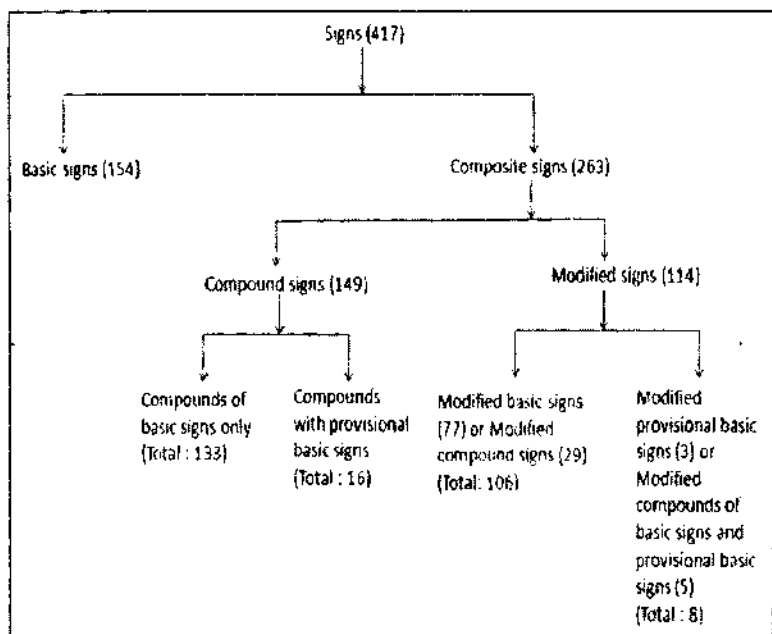 Signs (417)
Basic signs (154)
Composite signs (263)
Compound signs (149)
Modified signs (114)
Compounds of
basic signs only
(Total : 133)
Compounds
with provisional
basic signs
(Total : 16)
Modified basic signs
(77) or Modified
compound signs (29)
(Total: 106)
Modified
provisional basic
signs (3) or
Modified
compounds of
basic signs and
provisional basic
signs (5)
(Total : 8)